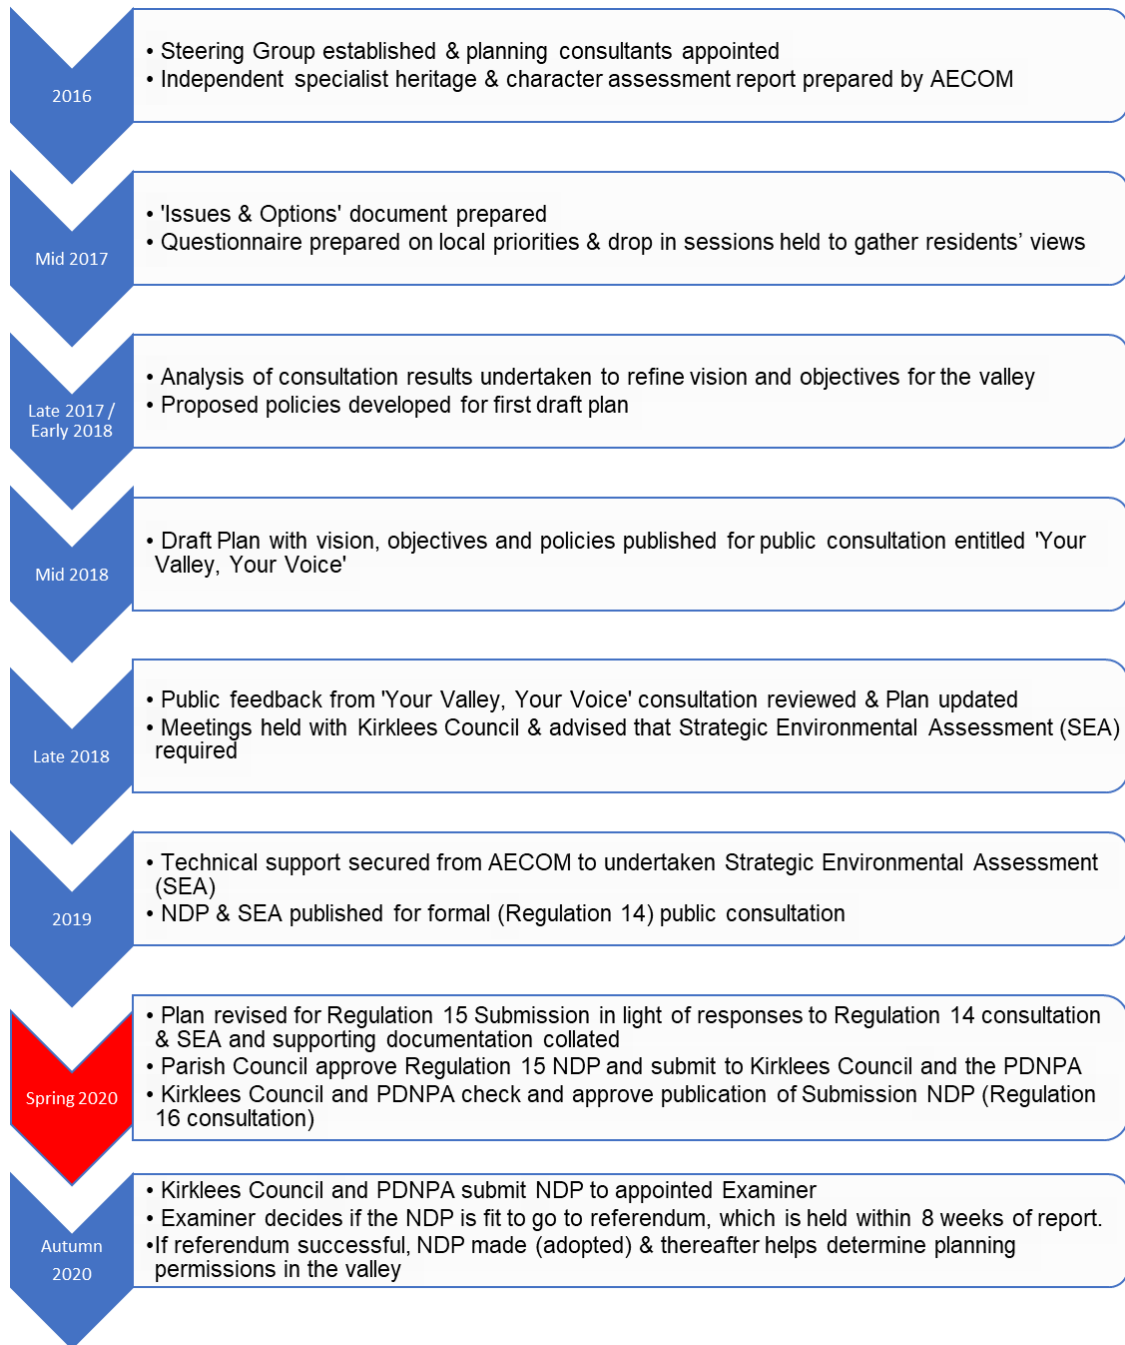 2016
• Steering Group established & planning consultants appointed
• Independent specialist heritage & character assessment report prepared by AECOM
Mid 2017
• 'Issues & Options' document prepared
• Questionnaire prepared on local priorities & drop in sessions held to gather residents’ views
Late 2017 /
Early 2018
• Analysis of consultation results undertaken to refine vision and objectives for the valley
• Proposed policies developed for first draft plan
Mid 2018
• Draft Plan with vision, objectives and policies published for public consultation entitled 'Your
Valley, Your Voice'
Late 2018
• Public feedback from 'Your Valley, Your Voice' consultation reviewed & Plan updated
• Meetings held with Kirklees Council & advised that Strategic Environmental Assessment (SEA)
required
2019
• Technical support secured from AECOM to undertaken Strategic Environmental Assessment
(SEA)
• NDP & SEA published for formal (Regulation 14) public consultation
Spring 2020
• Plan revised for Regulation 15 Submission in light of responses to Regulation 14 consultation
& SEA and supporting documentation collated
• Parish Council approve Regulation 15 NDP and submit to Kirklees Council and the PDNPA
• Kirklees Council and PDNPA check and approve publication of Submission NDP (Regulation
16 consultation)
Autumn
2020
• Kirklees Council and PDNPA submit NDP to appointed Examiner
• Examiner decides if the NDP is fit to go to referendum, which is held within 8 weeks of report.
•If referendum successful, NDP made (adopted) & thereafter helps determine planning
permissions in the valley